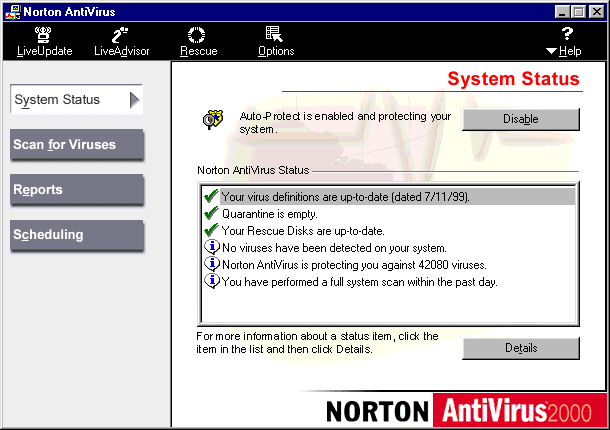 Norton AntiVirus
LiveUpdate LiveAdvisor Rescue Options Help
System Status
System Status
Scan for Viruses
Reports
Scheduling
Auto-Protect is enabled and protecting your
system.
Disable
Norton AntiVirus Status
Your virus definitions are up-to-date (dated 7/11/99).
Quarantine is empty.
Your Rescue Disks are up-to-date.
No viruses have been detected on your system.
Norton AntiVirus is protecting you against 42080 viruses.
You have performed a full system scan within the past day.
For more information about a status item, click the
item in the list and then click Details.
Details
NORTON AntiVirus 2000